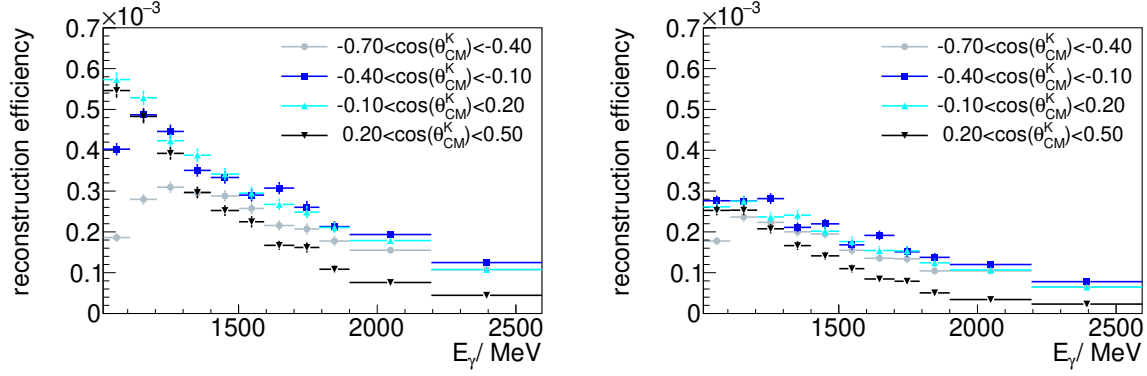 ×10⁻³
0.7
0.6
0.5
0.4
0.3
0.2
0.1
0
reconstruction efficiency
-0.70<cos(θ^K_CM)<-0.40
-0.40<cos(θ^K_CM)<-0.10
-0.10<cos(θ^K_CM)<0.20
0.20<cos(θ^K_CM)<0.50
1500 2000 2500
E_γ/ MeV
×10⁻³
0.7
0.6
0.5
0.4
0.3
0.2
0.1
0
reconstruction efficiency
-0.70<cos(θ^K_CM)<-0.40
-0.40<cos(θ^K_CM)<-0.10
-0.10<cos(θ^K_CM)<0.20
0.20<cos(θ^K_CM)<0.50
1500 2000 2500
E_γ/ MeV